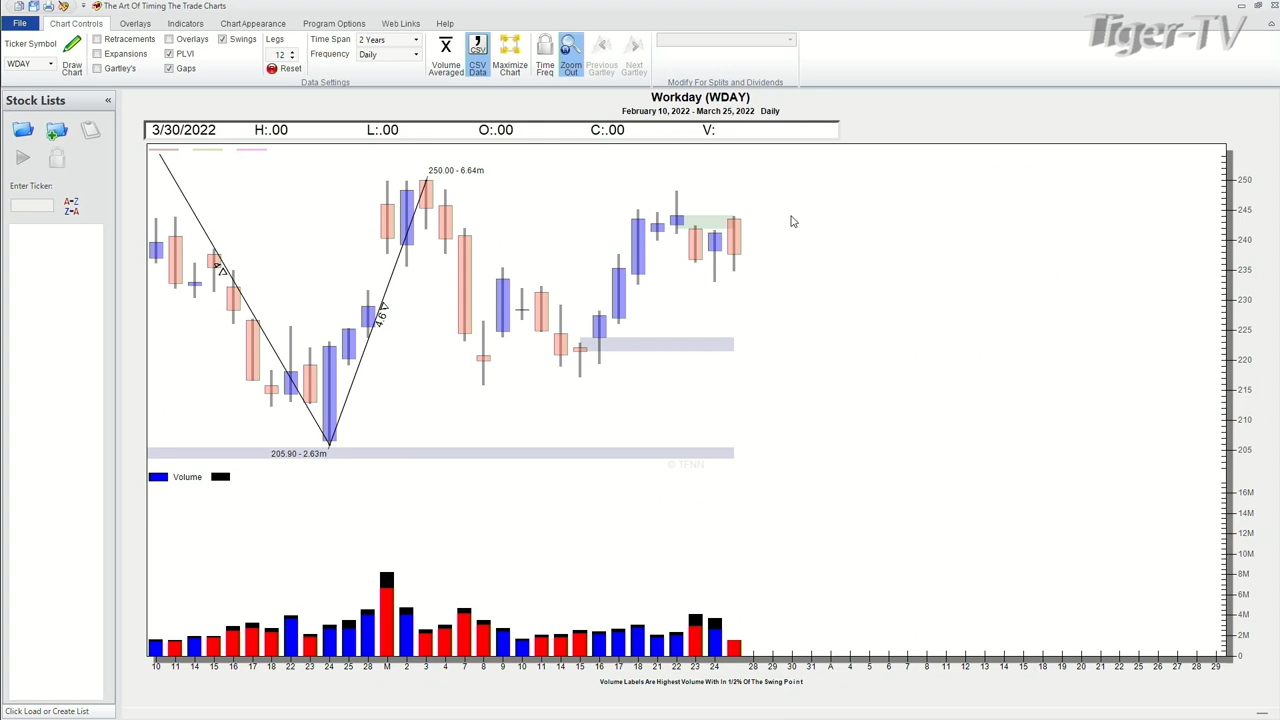 The Art Of Timing The Trade Charts
Tiger-TV
File Chart Controls Overlays Indicators Chart Appearance Program Options Web Links Help
Ticker Symbol
WDAY
Draw
Chart
Retracements Overlays Swings
Expansions PLVI
Gartley's Gaps
Legs
12
Reset
Time Span 2 Years
Frequency Daily
Data Settings
Volume
Averaged
CSV
CSV
Data
Maximize
Chart
Time
Freq
Zoom
Out
Previous
Gartley
Next
Gartley
Modify For Splits and Dividends
Stock Lists «
Enter Ticker:
A-Z
Z-A
Workday (WDAY)
February 10, 2022 - March 25, 2022 Daily
3/30/2022 H:.00 L:.00 O:.00 C:.00 V:
250.00 - 6.64m
4.6
205.90 - 2.63m
© TFNN
250
245
240
235
230
225
220
215
210
205
Volume
16M
14M
12M
10M
8M
6M
4M
2M
0
10 11 14 15 16 17 18 22 23 24 25 28 M 2 3 4 7 8 9 10 11 14 15 16 17 18 21 22 23 24 28 29 30 31 A 4 5 6 7 8 11 12 13 14 18 19 20 21 22 25 26 27 28 29
Volume Labels Are Highest Volume With In 1/2% Of The Swing Point
Click Load or Create List